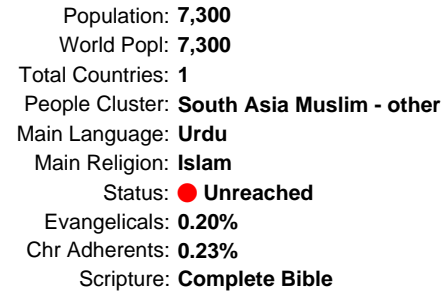 Population: 7,300
World Popl: 7,300
Total Countries: 1
People Cluster: South Asia Muslim - other
Main Language: Urdu
Main Religion: Islam
Status: Unreached
Evangelicals: 0.20%
Chr Adherents: 0.23%
Scripture: Complete Bible